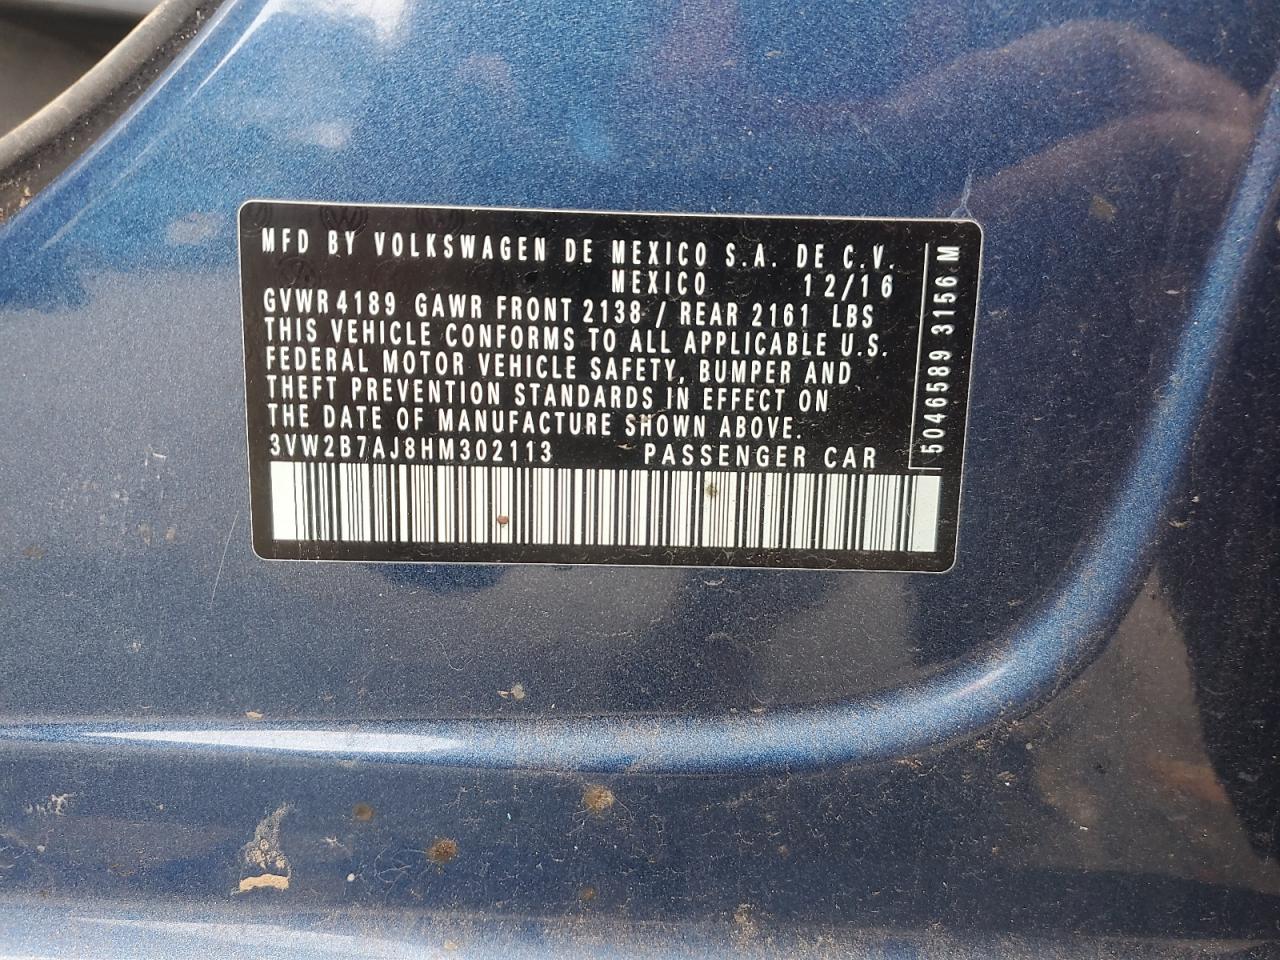 MFD BY VOLKSWAGEN DE MEXICO S.A. DE C.V.
MEXICO 12/16
GVWR 4189 GAWR FRONT 2138 / REAR 2161 LBS
THIS VEHICLE CONFORMS TO ALL APPLICABLE U.S.
FEDERAL MOTOR VEHICLE SAFETY, BUMPER AND
THEFT PREVENTION STANDARDS IN EFFECT ON
THE DATE OF MANUFACTURE SHOWN ABOVE.
3VW2B7AJ8HM302113 PASSENGER CAR
5046589 3156 M